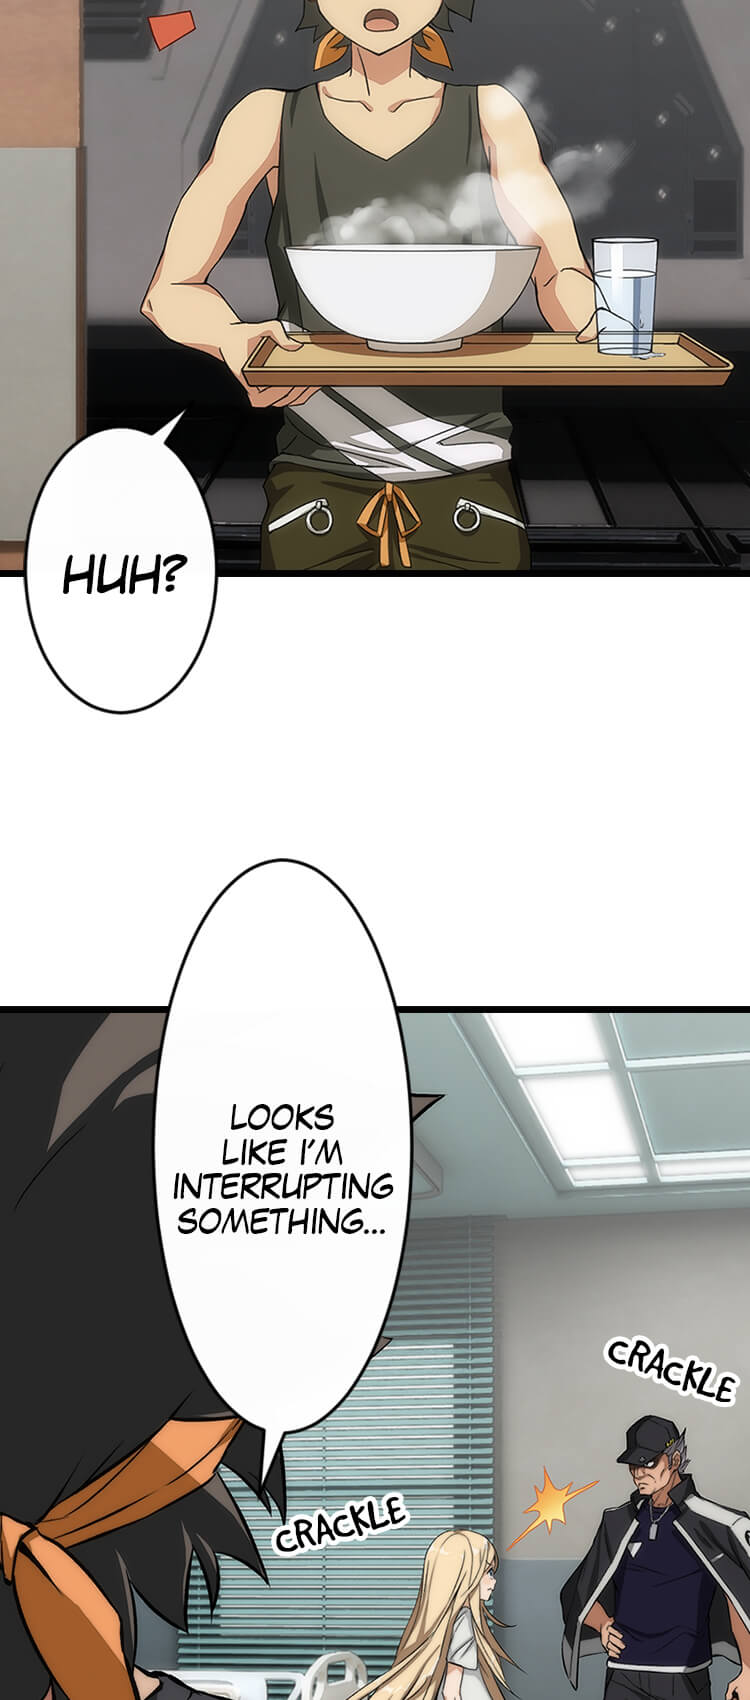 HUH?
LOOKS
LIKE I'M
INTERRUPTING
SOMETHING...
CRACKLE
CRACKLE